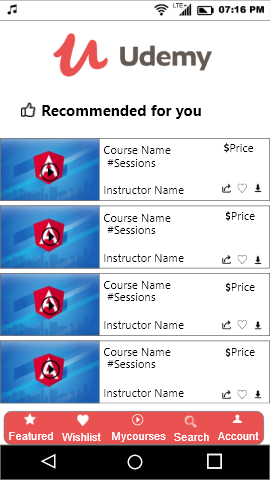 LTE 07:16 PM
Udemy
Recommended for you
Course Name $Price
#Sessions
Instructor Name
Course Name $Price
#Sessions
Instructor Name
Course Name $Price
#Sessions
Instructor Name
Course Name $Price
#Sessions
Instructor Name
Featured Wishlist Mycourses Search Account